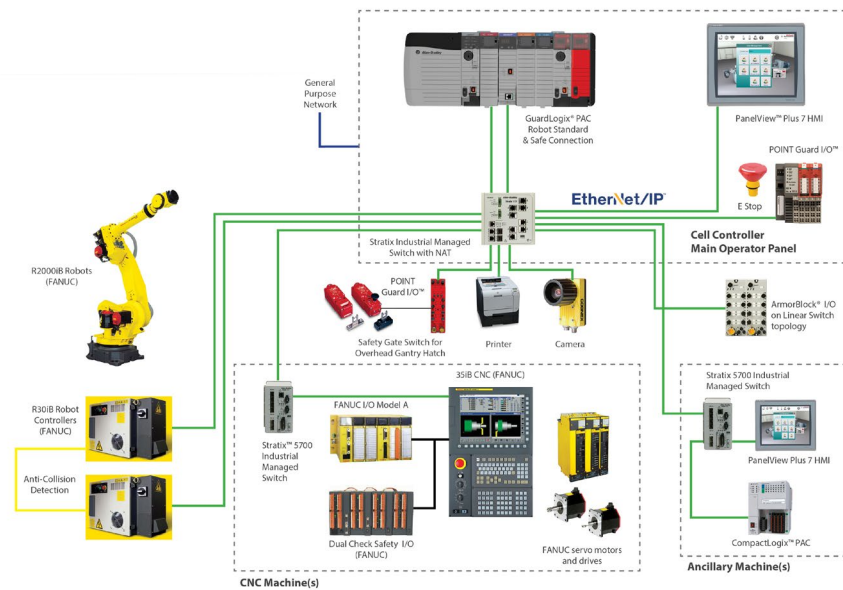 General
Purpose
Network
GuardLogix® PAC
Robot Standard
& Safe Connection
PanelView™ Plus 7 HMI
POINT Guard I/O™
E Stop
EtherNet/IP™
Cell Controller
Main Operator Panel
Stratix Industrial Managed
Switch with NAT
R2000iB Robots
(FANUC)
POINT
Guard I/O™
Safety Gate Switch for
Overhead Gantry Hatch
Printer
Camera
ArmorBlock® I/O
on Linear Switch
topology
R30iB Robot
Controllers
(FANUC)
Anti-Collision
Detection
35iB CNC (FANUC)
FANUC I/O Model A
Stratix™ 5700
Industrial
Managed
Switch
Dual Check Safety I/O
(FANUC)
FANUC servo motors
and drives
CNC Machine(s)
Stratix 5700 Industrial
Managed Switch
PanelView Plus 7 HMI
CompactLogix™ PAC
Ancillary Machine(s)